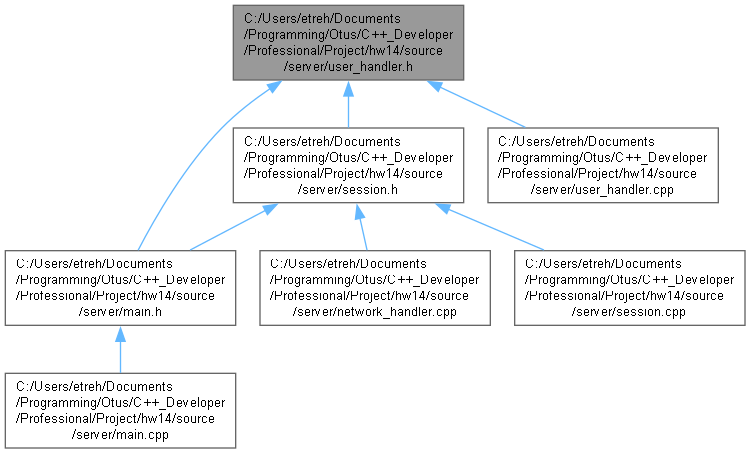 C:/Users/etreh/Documents
/Programming/Otus/C++_Developer
/Professional/Project/hw14/source
/server/user_handler.h
C:/Users/etreh/Documents
/Programming/Otus/C++_Developer
/Professional/Project/hw14/source
/server/session.h
C:/Users/etreh/Documents
/Programming/Otus/C++_Developer
/Professional/Project/hw14/source
/server/user_handler.cpp
C:/Users/etreh/Documents
/Programming/Otus/C++_Developer
/Professional/Project/hw14/source
/server/main.h
C:/Users/etreh/Documents
/Programming/Otus/C++_Developer
/Professional/Project/hw14/source
/server/network_handler.cpp
C:/Users/etreh/Documents
/Programming/Otus/C++_Developer
/Professional/Project/hw14/source
/server/session.cpp
C:/Users/etreh/Documents
/Programming/Otus/C++_Developer
/Professional/Project/hw14/source
/server/main.cpp